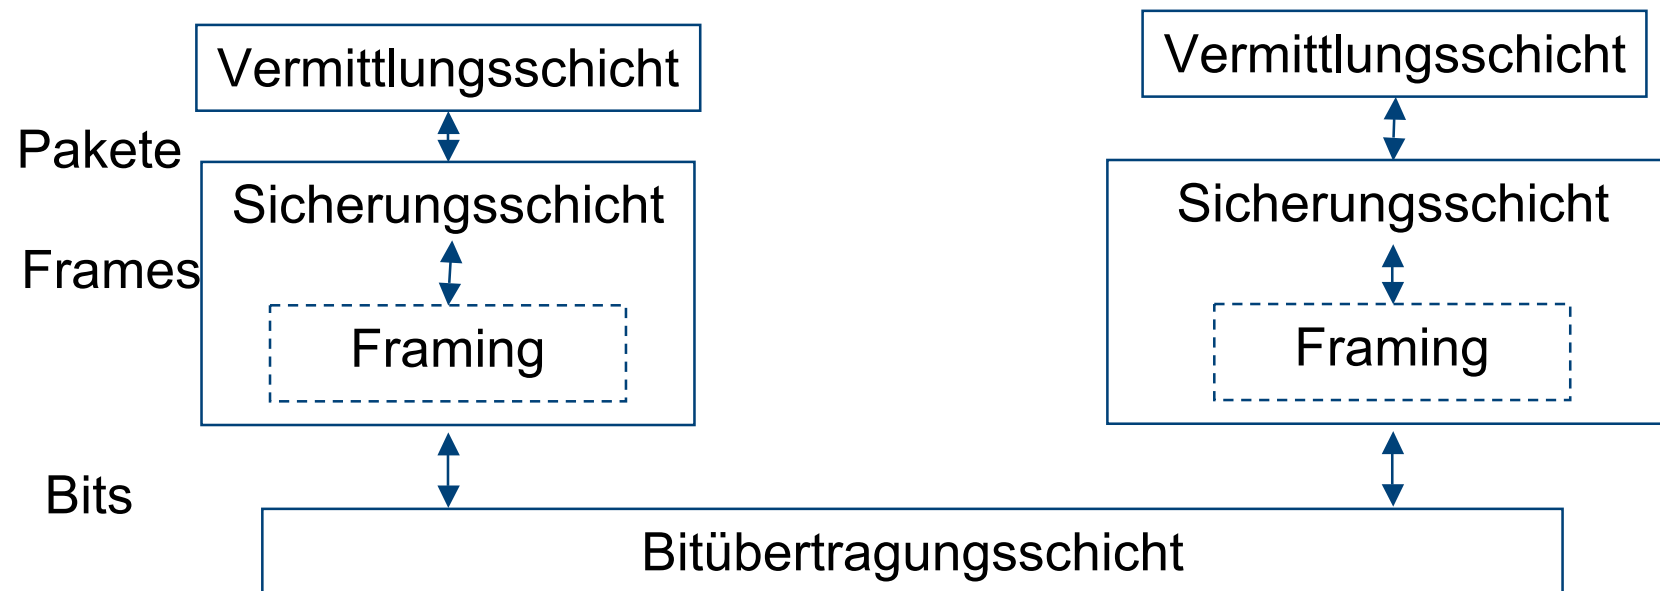 Vermittlungsschicht
Vermittlungsschicht
Pakete
Sicherungsschicht
Sicherungsschicht
Frames
Framing
Framing
Bits
Bitübertragungsschicht